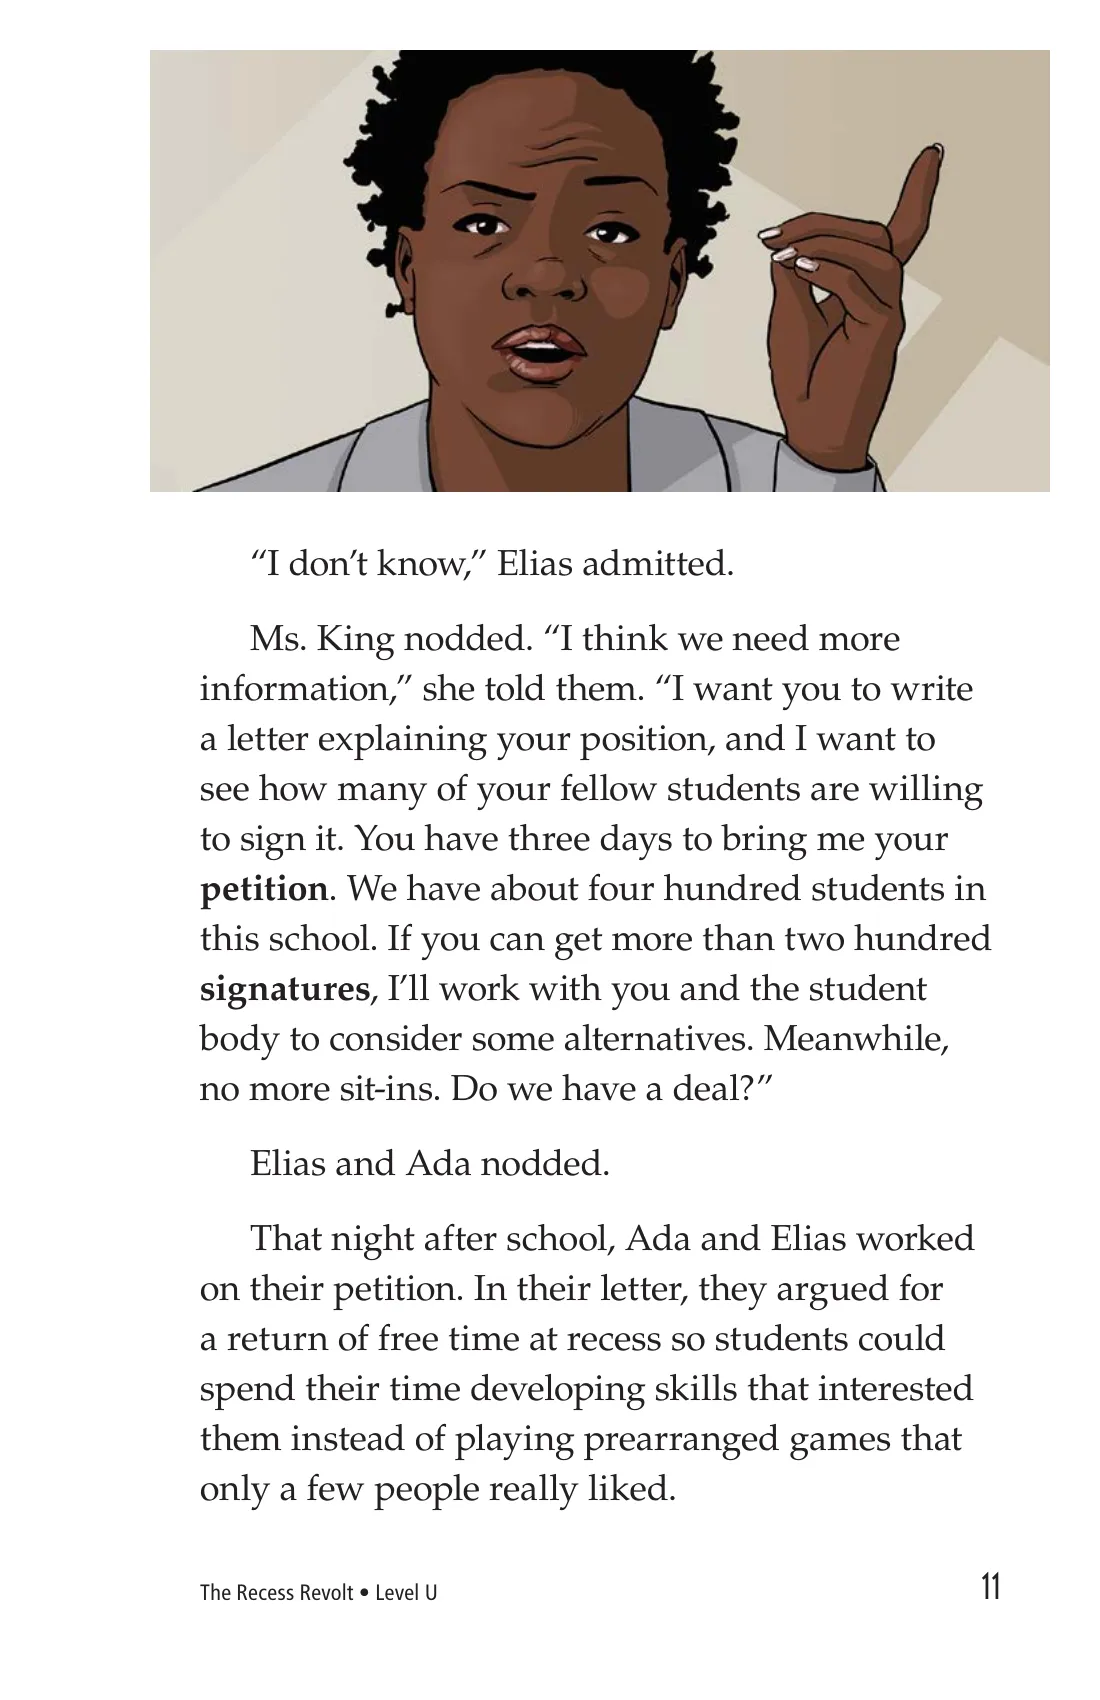 “I don’t know,” Elias admitted.
Ms. King nodded. “I think we need more
information,” she told them. “I want you to write
a letter explaining your position, and I want to
see how many of your fellow students are willing
to sign it. You have three days to bring me your
petition. We have about four hundred students in
this school. If you can get more than two hundred
signatures, I’ll work with you and the student
body to consider some alternatives. Meanwhile,
no more sit-ins. Do we have a deal?”
Elias and Ada nodded.
That night after school, Ada and Elias worked
on their petition. In their letter, they argued for
a return of free time at recess so students could
spend their time developing skills that interested
them instead of playing prearranged games that
only a few people really liked.
The Recess Revolt • Level U
11